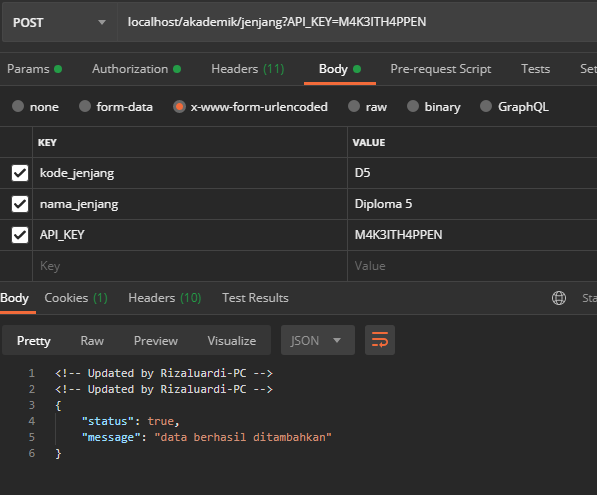 POST localhost/akademik/jenjang?API_KEY=M4K3ITH4PPEN
Params Authorization Headers (11) Body Pre-request Script Tests Set
none form-data x-www-form-urlencoded raw binary GraphQL
KEY VALUE
kode_jenjang D5
nama_jenjang Diploma 5
API_KEY M4K3ITH4PPEN
Key Value
Body Cookies (1) Headers (10) Test Results Sta
Pretty Raw Preview Visualize JSON
1 <!-- Updated by Rizaluardi-PC -->
2 <!-- Updated by Rizaluardi-PC -->
3 {
4 "status": true,
5 "message": "data berhasil ditambahkan"
6 }